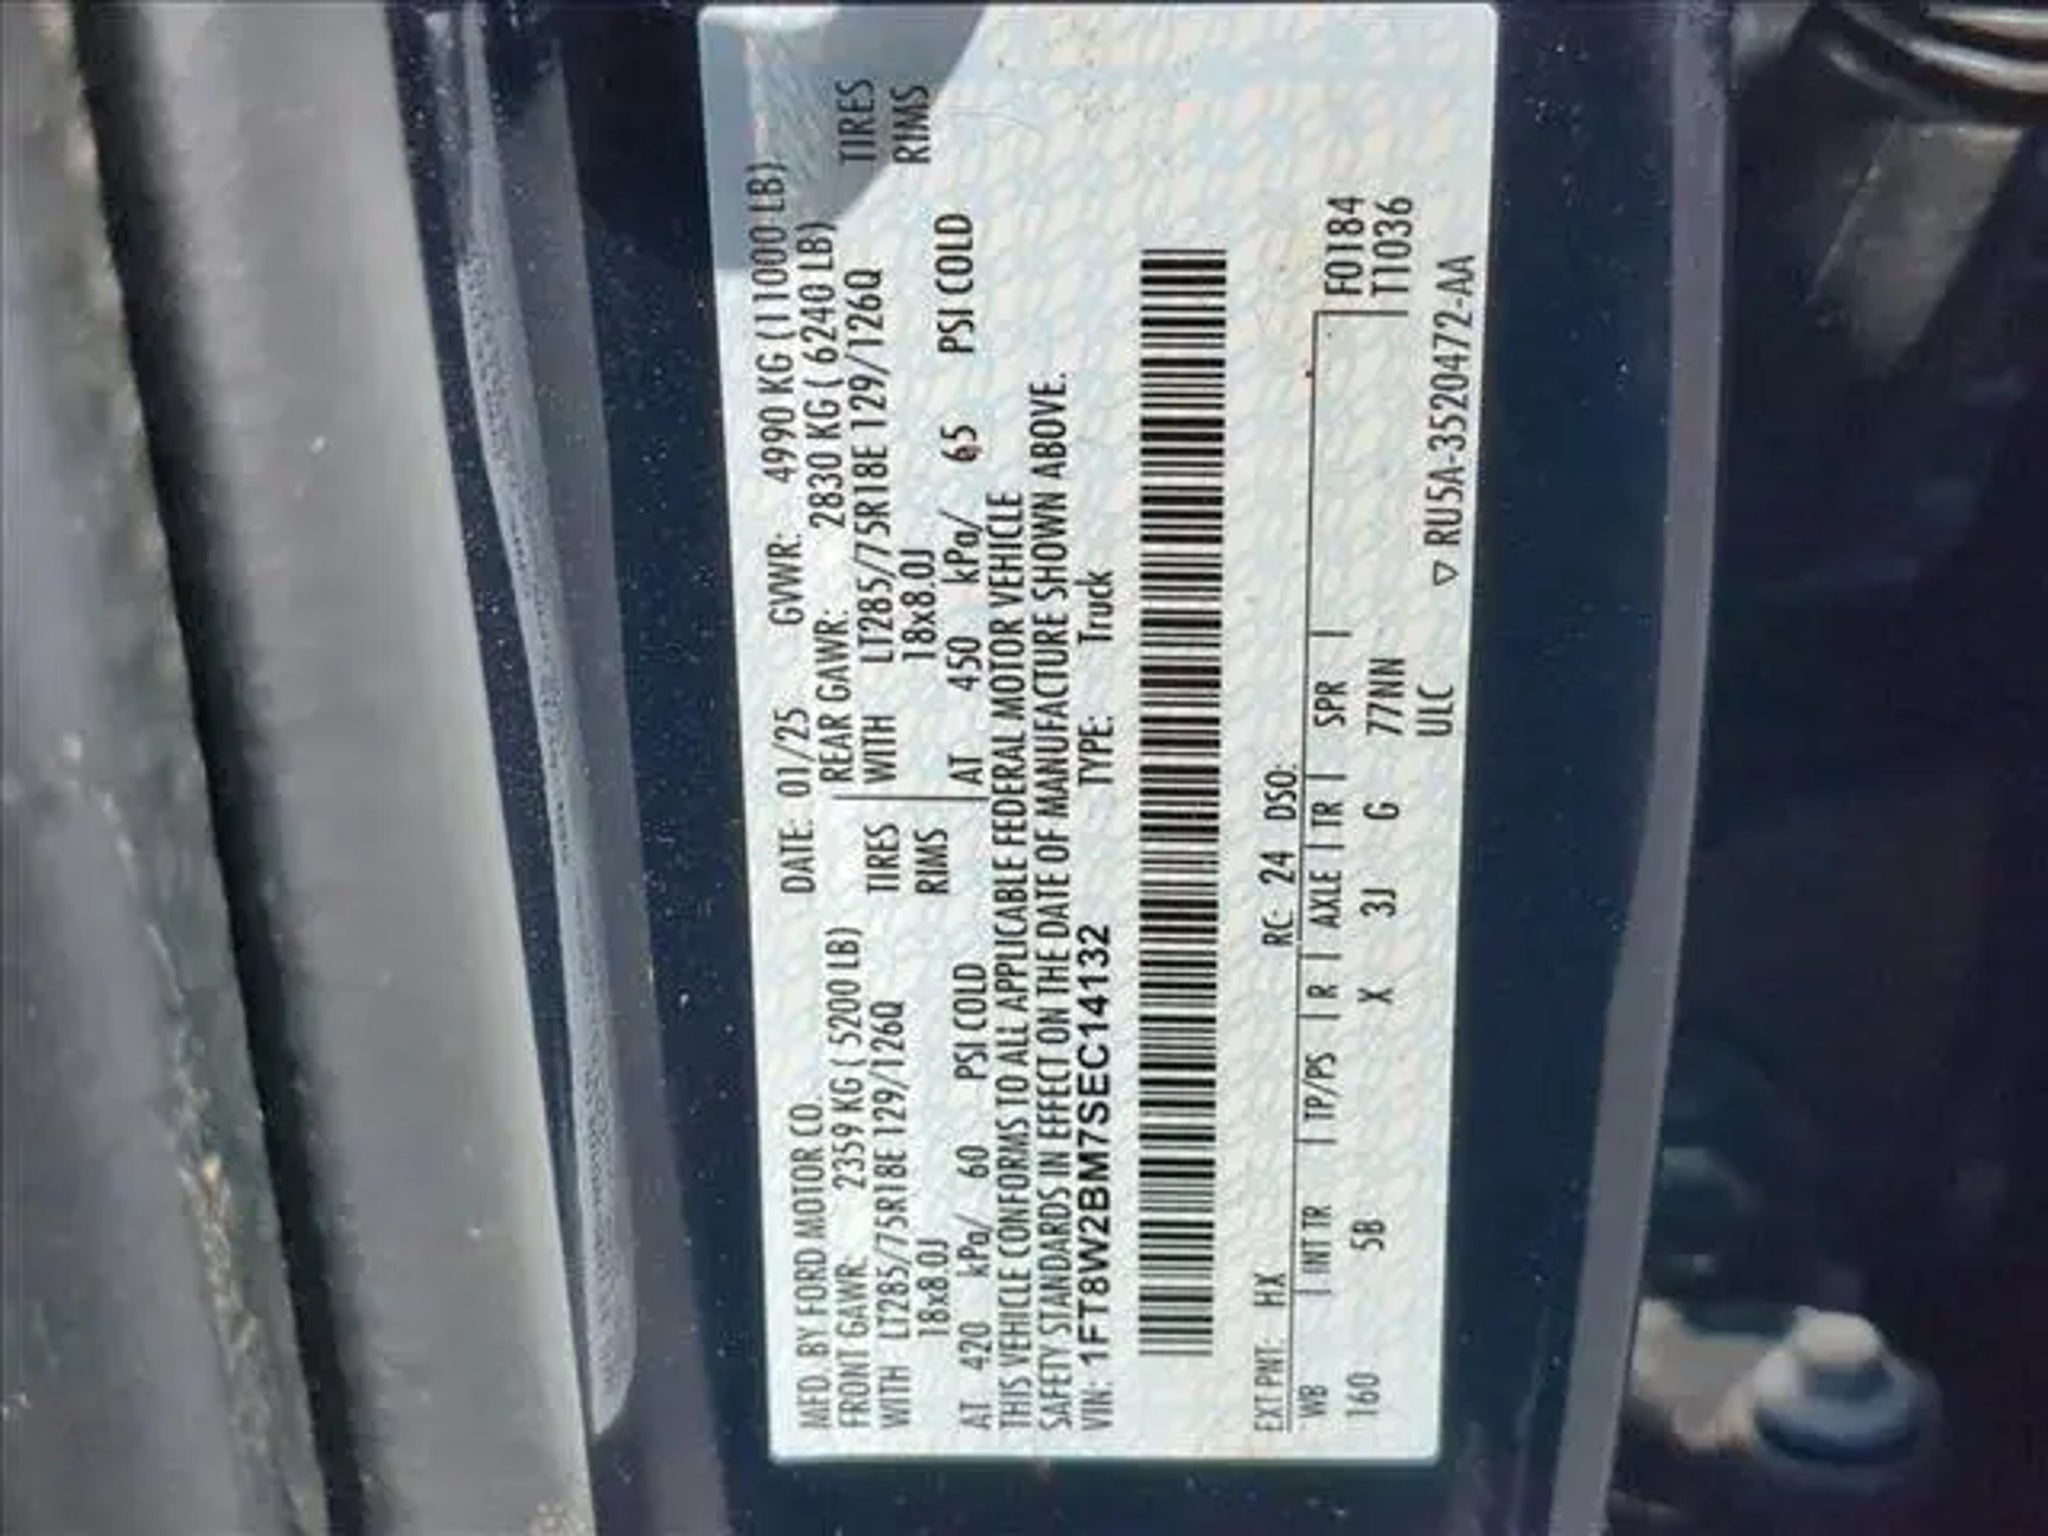 MFD. BY FORD MOTOR CO. DATE: 01/25 GVWR: 4990 KG (11000 LB)
FRONT GAWR: 2359 KG ( 5200 LB) REAR GAWR: 2830 KG ( 6240 LB)
WITH LT285/75R18E 129/126Q TIRES WITH LT285/75R18E 129/126Q TIRES
18x8.0J RIMS 18x8.0J RIMS
AT 420 kPa/ 60 PSI COLD AT 450 kPa/ 65 PSI COLD
THIS VEHICLE CONFORMS TO ALL APPLICABLE FEDERAL MOTOR VEHICLE
SAFETY STANDARDS IN EFFECT ON THE DATE OF MANUFACTURE SHOWN ABOVE.
VIN: 1FT8W2BM7SEC14132 TYPE: Truck
EXT PNT: HX RC: 24 DSO:
WB INT TR TP/PS R AXLE TR SPR F0184
160 5B X 3J G 77NN T1036
ULC
▽ RU5A-3520472-AA